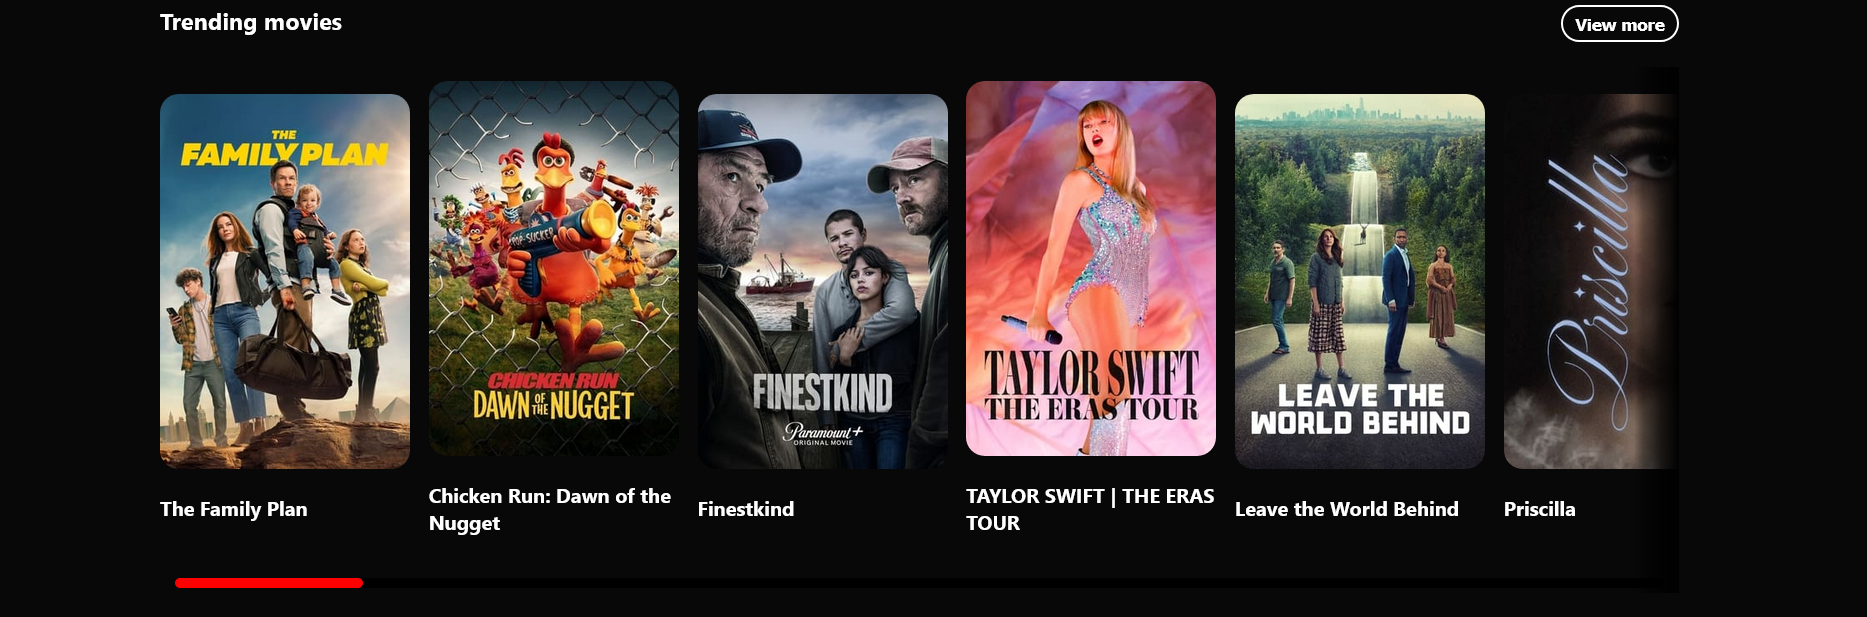 Trending movies
View more
THE
FAMILY PLAN
POP-SUCKER
CHICKEN RUN
DAWN OF THE NUGGET
FINESTKIND
Paramount+
ORIGINAL MOVIE
TAYLOR SWIFT
THE ERAS TOUR
LEAVE THE
WORLD BEHIND
Priscilla
The Family Plan
Chicken Run: Dawn of the
Nugget
Finestkind
TAYLOR SWIFT | THE ERAS
TOUR
Leave the World Behind
Priscilla